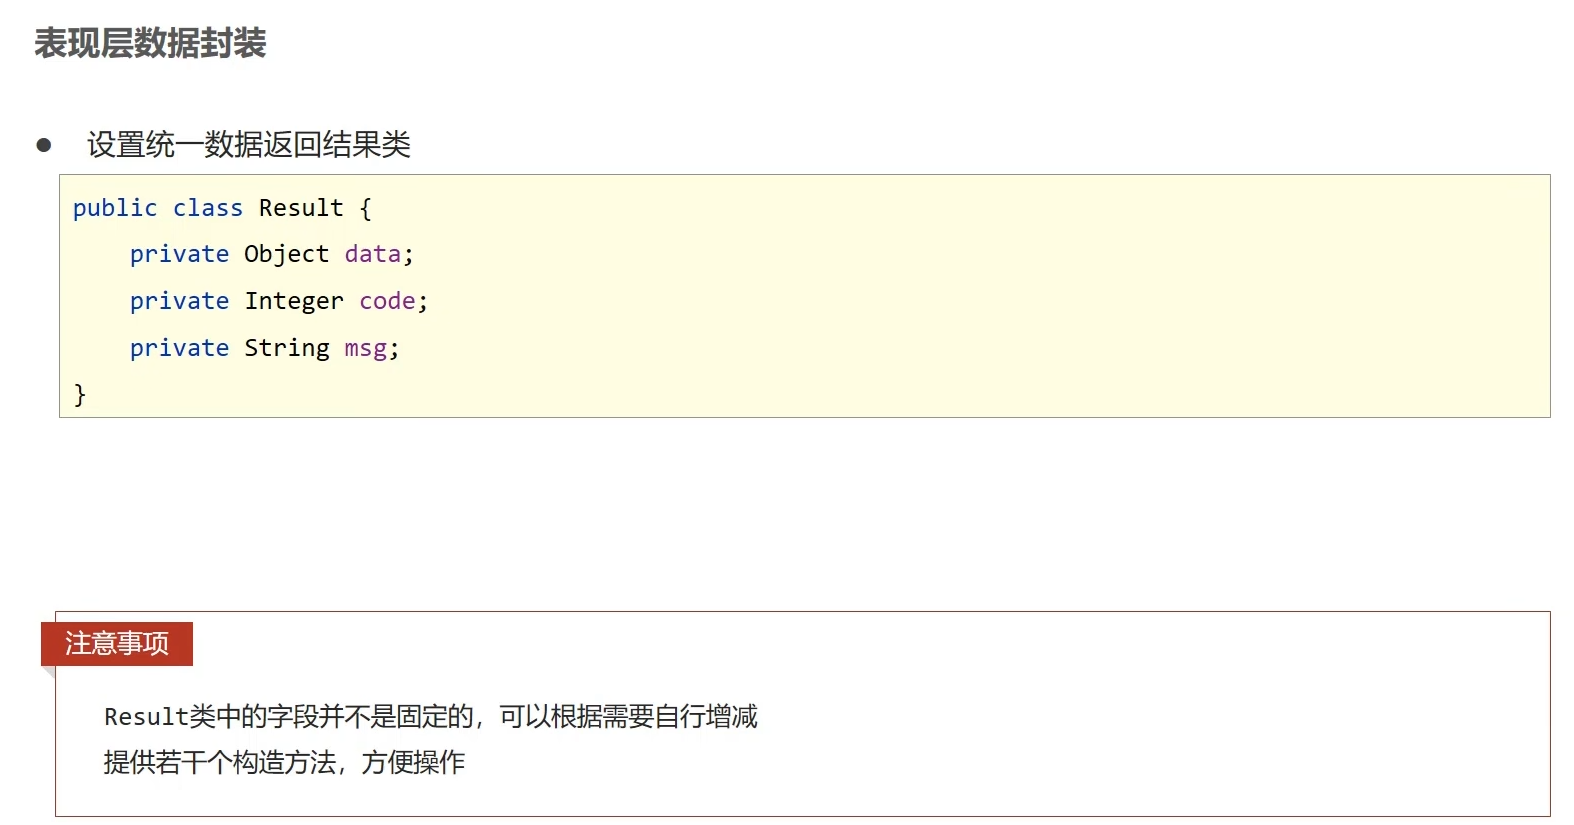 表现层数据封装
● 设置统一数据返回结果类
public class Result {
    private Object data;
    private Integer code;
    private String msg;
}
注意事项
Result类中的字段并不是固定的，可以根据需要自行增减
提供若干个构造方法，方便操作